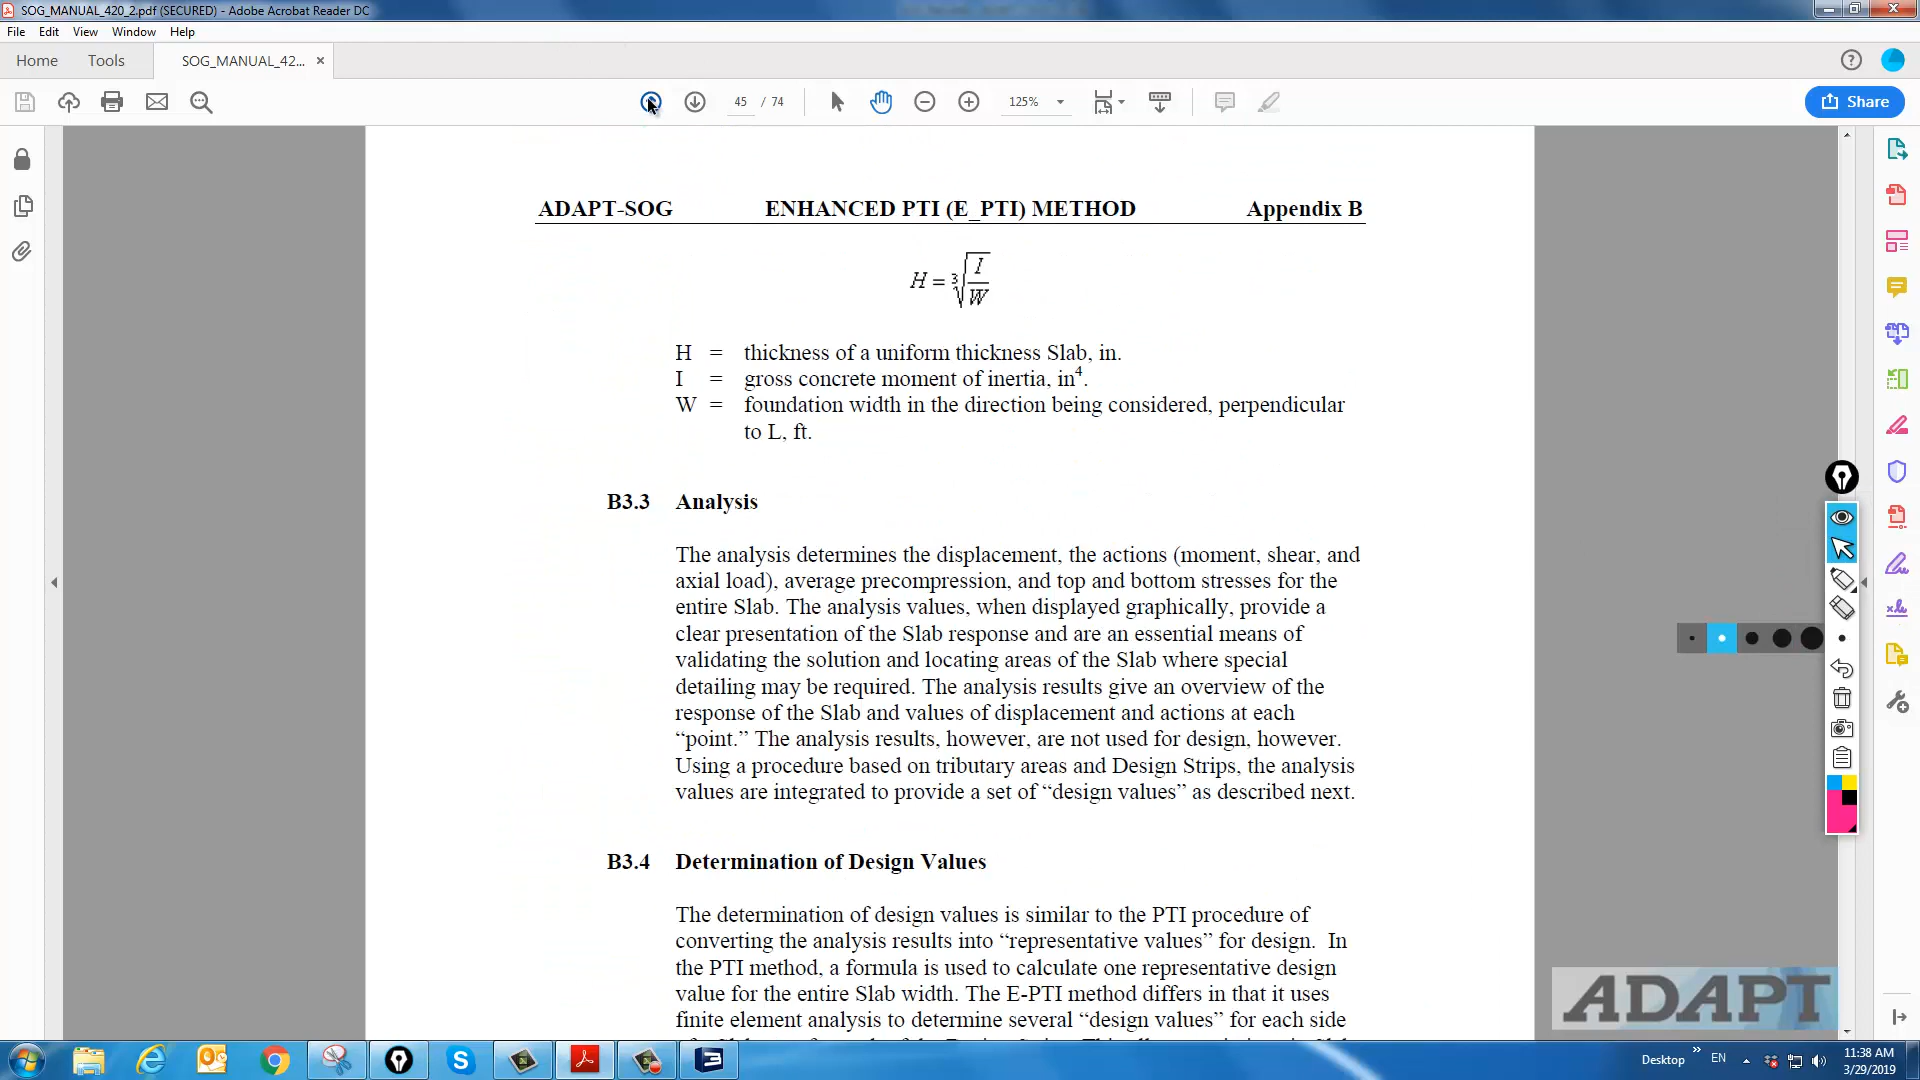 SOG_MANUAL_420_2.pdf (SECURED) - Adobe Acrobat Reader DC
File Edit View Window Help
Home Tools SOG_MANUAL_42... ×
45 / 74 125% Share
ADAPT-SOG ENHANCED PTI (E_PTI) METHOD Appendix B
H = ∛(I/W)
H = thickness of a uniform thickness Slab, in.
I = gross concrete moment of inertia, in⁴.
W = foundation width in the direction being considered, perpendicular
to L, ft.
B3.3 Analysis
The analysis determines the displacement, the actions (moment, shear, and
axial load), average precompression, and top and bottom stresses for the
entire Slab. The analysis values, when displayed graphically, provide a
clear presentation of the Slab response and are an essential means of
validating the solution and locating areas of the Slab where special
detailing may be required. The analysis results give an overview of the
response of the Slab and values of displacement and actions at each
“point.” The analysis results, however, are not used for design, however.
Using a procedure based on tributary areas and Design Strips, the analysis
values are integrated to provide a set of “design values” as described next.
B3.4 Determination of Design Values
The determination of design values is similar to the PTI procedure of
converting the analysis results into “representative values” for design. In
the PTI method, a formula is used to calculate one representative design
value for the entire Slab width. The E-PTI method differs in that it uses
finite element analysis to determine several “design values” for each side
ADAPT
Desktop » EN 11:38 AM
3/29/2019